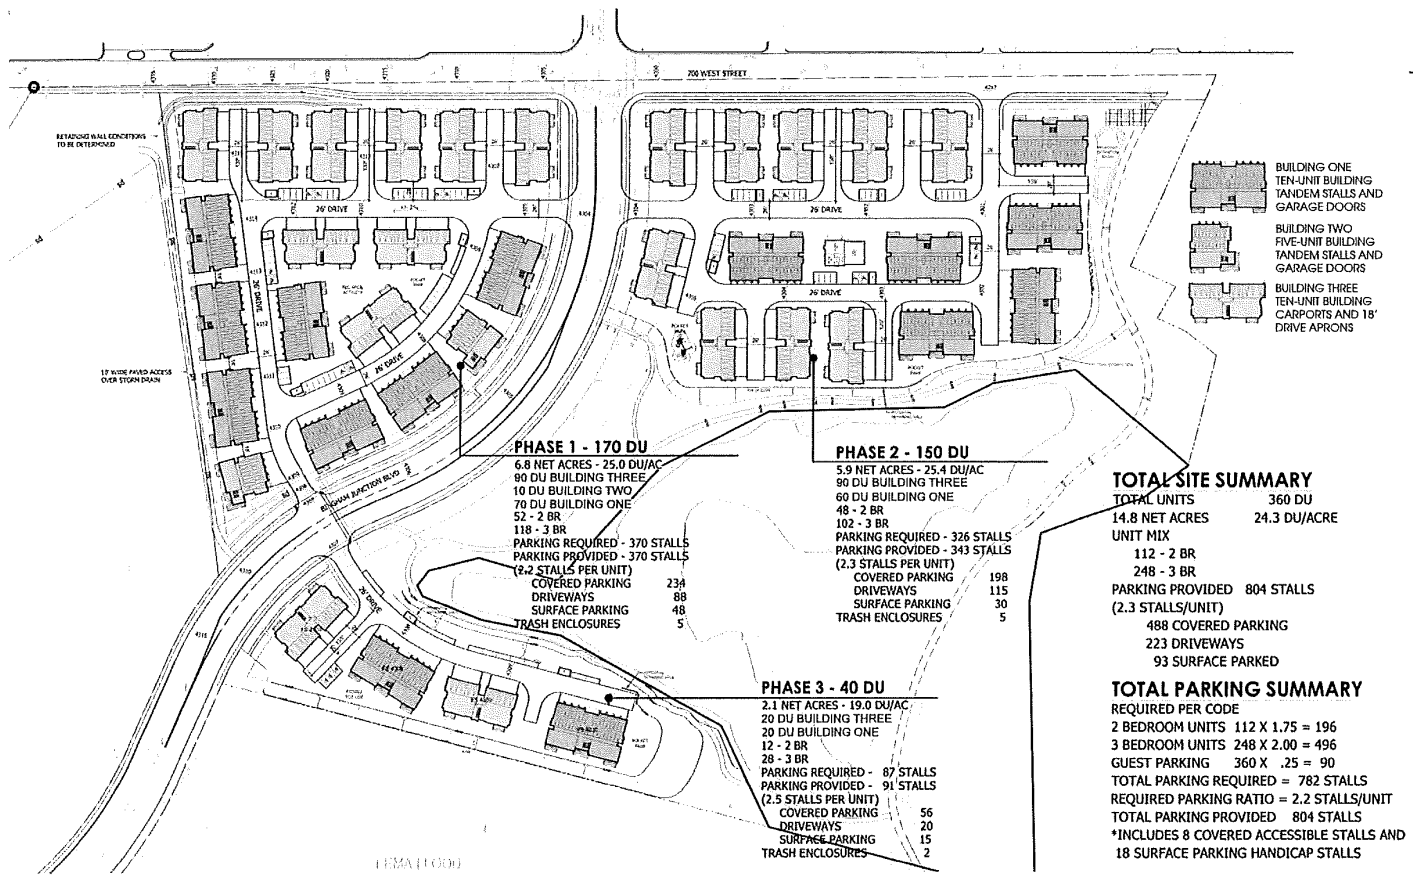 700 WEST STREET
RETAINING WALL CONDITIONS
TO BE DETERMINED
26' DRIVE
26' DRIVE
26' DRIVE
26' DRIVE
26' DRIVE
10' WIDE PAVED ACCESS
OVER STORM DRAIN
BINGHAM JUNCTION BLVD
26' DRIVE
POCKET
PARK
BUILDING ONE
TEN-UNIT BUILDING
TANDEM STALLS AND
GARAGE DOORS
BUILDING TWO
FIVE-UNIT BUILDING
TANDEM STALLS AND
GARAGE DOORS
BUILDING THREE
TEN-UNIT BUILDING
CARPORTS AND 18'
DRIVE APRONS
PHASE 1 - 170 DU
6.8 NET ACRES - 25.0 DU/AC
90 DU BUILDING THREE
10 DU BUILDING TWO
70 DU BUILDING ONE
52 - 2 BR
118 - 3 BR
PARKING REQUIRED - 370 STALLS
PARKING PROVIDED - 370 STALLS
(2.2 STALLS PER UNIT)
COVERED PARKING 234
DRIVEWAYS 88
SURFACE PARKING 48
TRASH ENCLOSURES 5
PHASE 2 - 150 DU
5.9 NET ACRES - 25.4 DU/AC
90 DU BUILDING THREE
60 DU BUILDING ONE
48 - 2 BR
102 - 3 BR
PARKING REQUIRED - 326 STALLS
PARKING PROVIDED - 343 STALLS
(2.3 STALLS PER UNIT)
COVERED PARKING 198
DRIVEWAYS 115
SURFACE PARKING 30
TRASH ENCLOSURES 5
PHASE 3 - 40 DU
2.1 NET ACRES - 19.0 DU/AC
20 DU BUILDING THREE
20 DU BUILDING ONE
12 - 2 BR
28 - 3 BR
PARKING REQUIRED - 87 STALLS
PARKING PROVIDED - 91 STALLS
(2.5 STALLS PER UNIT)
COVERED PARKING 56
DRIVEWAYS 20
SURFACE PARKING 15
TRASH ENCLOSURES 2
TOTAL SITE SUMMARY
TOTAL UNITS 360 DU
14.8 NET ACRES 24.3 DU/ACRE
UNIT MIX
112 - 2 BR
248 - 3 BR
PARKING PROVIDED 804 STALLS
(2.3 STALLS/UNIT)
488 COVERED PARKING
223 DRIVEWAYS
93 SURFACE PARKED
TOTAL PARKING SUMMARY
REQUIRED PER CODE
2 BEDROOM UNITS 112 X 1.75 = 196
3 BEDROOM UNITS 248 X 2.00 = 496
GUEST PARKING 360 X .25 = 90
TOTAL PARKING REQUIRED = 782 STALLS
REQUIRED PARKING RATIO = 2.2 STALLS/UNIT
TOTAL PARKING PROVIDED 804 STALLS
*INCLUDES 8 COVERED ACCESSIBLE STALLS AND
18 SURFACE PARKING HANDICAP STALLS